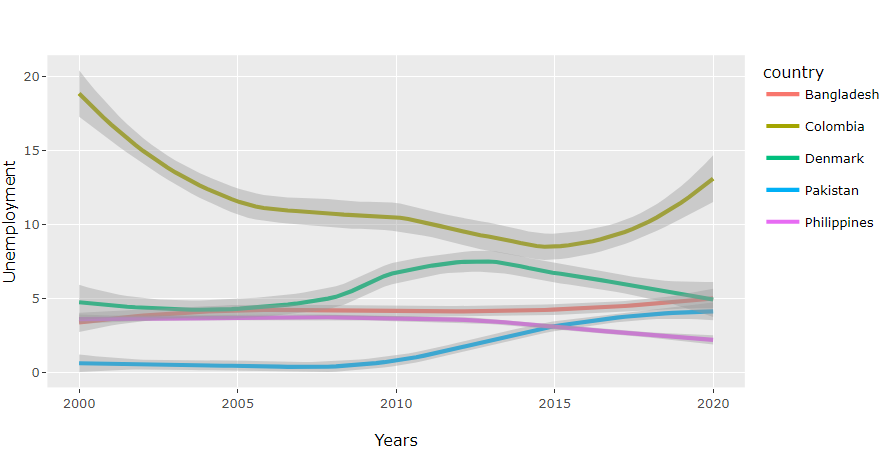 20
15
10
5
0
Unemployment
2000 2005 2010 2015 2020
Years
country
Bangladesh
Colombia
Denmark
Pakistan
Philippines